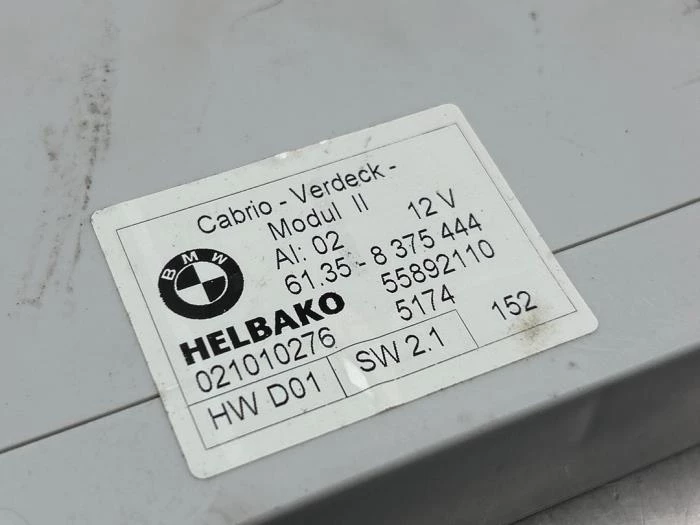 Cabrio - Verdeck -
Modul II
AI: 02 12 V
61.35 - 8 375 444
BMW
HELBAKO 55892110
021010276 5174 152
HW D01 SW 2.1